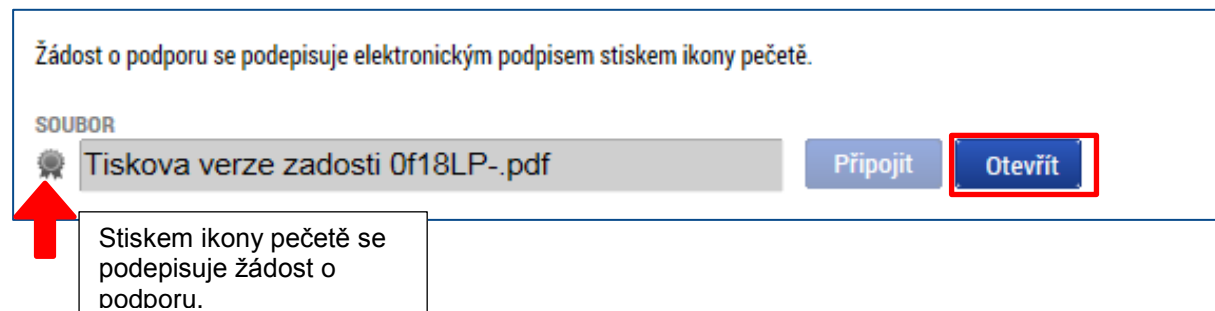 Žádost o podporu se podepisuje elektronickým podpisem stiskem ikony pečetě.
SOUBOR
Tiskova verze zadosti 0f18LP-.pdf Připojit Otevřít
Stiskem ikony pečetě se
podepisuje žádost o
podporu.